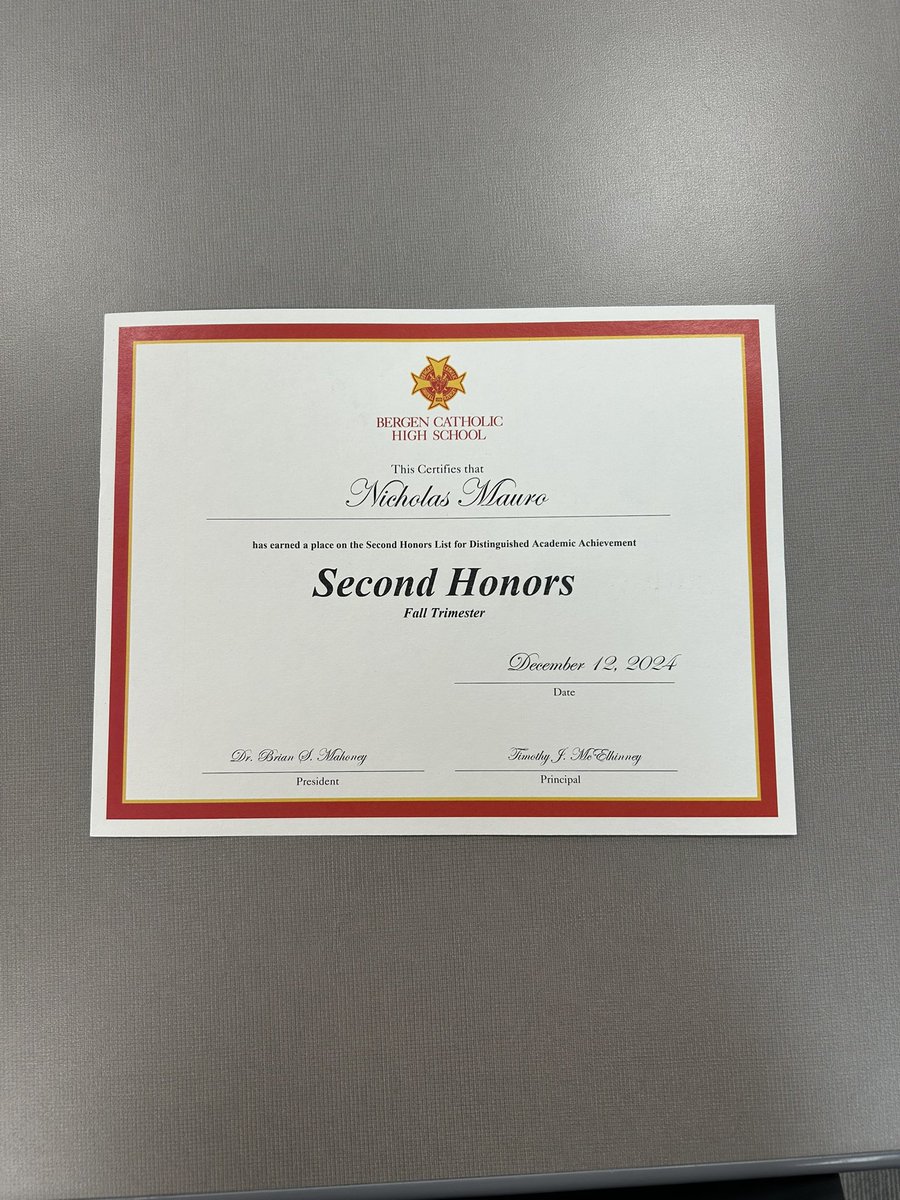 BERGEN CATHOLIC
HIGH SCHOOL
This Certifies that
Nicholas Mauro
has earned a place on the Second Honors List for Distinguished Academic Achievement
Second Honors
Fall Trimester
December 12, 2024
Date
Dr. Brian S. Mahoney
President
Timothy J. McElhinney
Principal